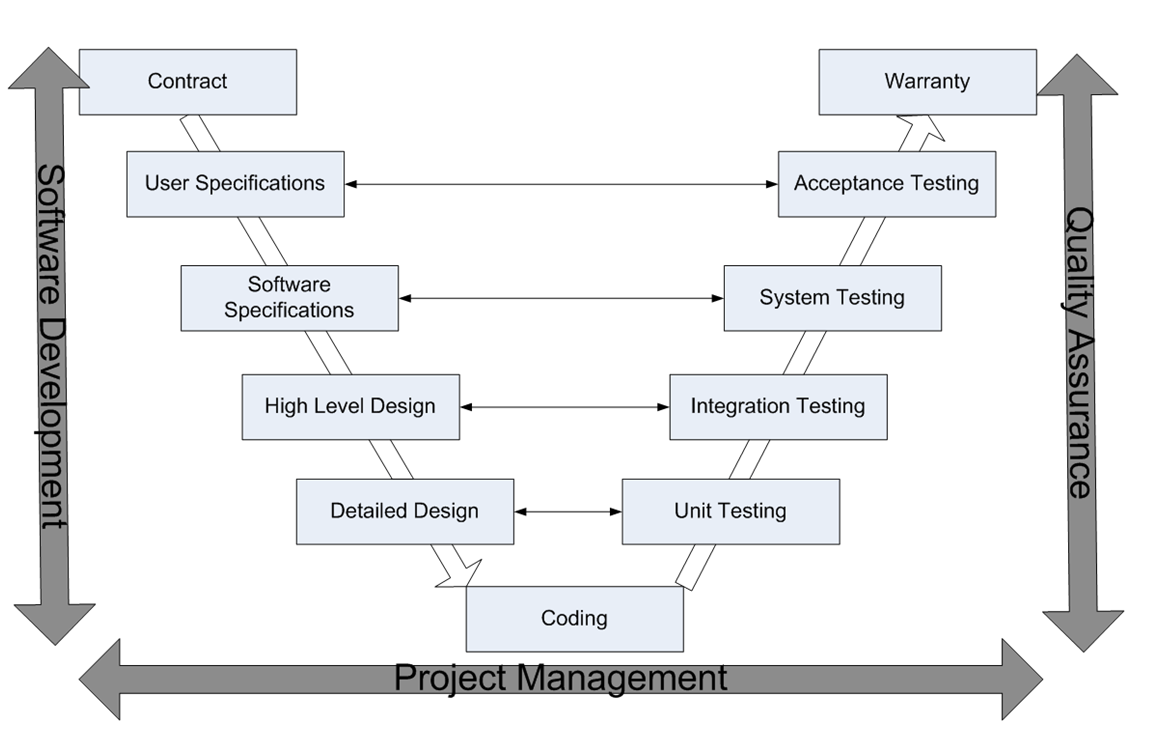 Contract
Warranty
User Specifications
Acceptance Testing
Software
Specifications
System Testing
High Level Design
Integration Testing
Detailed Design
Unit Testing
Coding
Software Development
Quality Assurance
Project Management